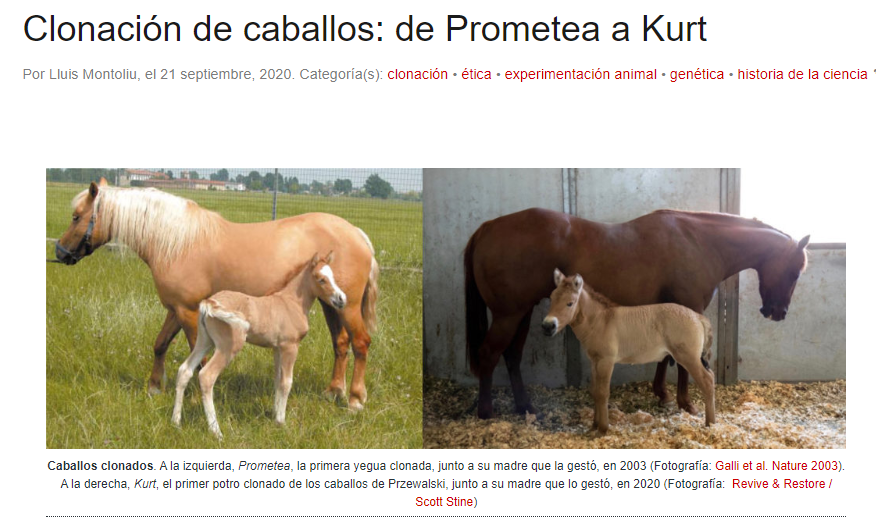 Clonación de caballos: de Prometea a Kurt
Por Lluis Montoliu, el 21 septiembre, 2020. Categoría(s): clonación • ética • experimentación animal • genética • historia de la ciencia
Caballos clonados. A la izquierda, Prometea, la primera yegua clonada, junto a su madre que la gestó, en 2003 (Fotografía: Galli et al. Nature 2003).
A la derecha, Kurt, el primer potro clonado de los caballos de Przewalski, junto a su madre que lo gestó, en 2020 (Fotografía: Revive & Restore /
Scott Stine)